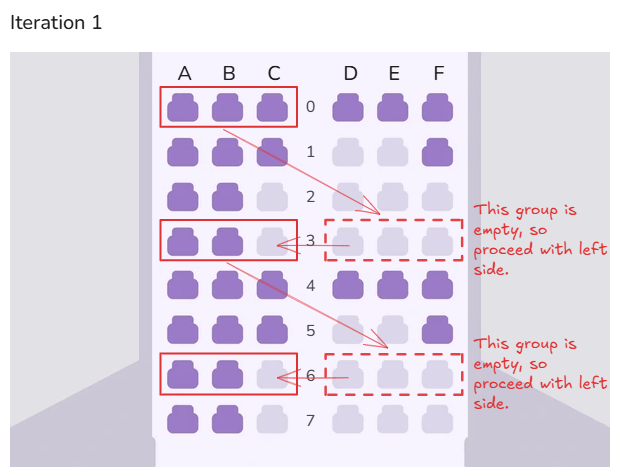 Iteration 1
A B C D E F
0
1
2
This group is
empty, so
3
proceed with left
side.
4
5
This group is
empty, so
6
proceed with left
side.
7